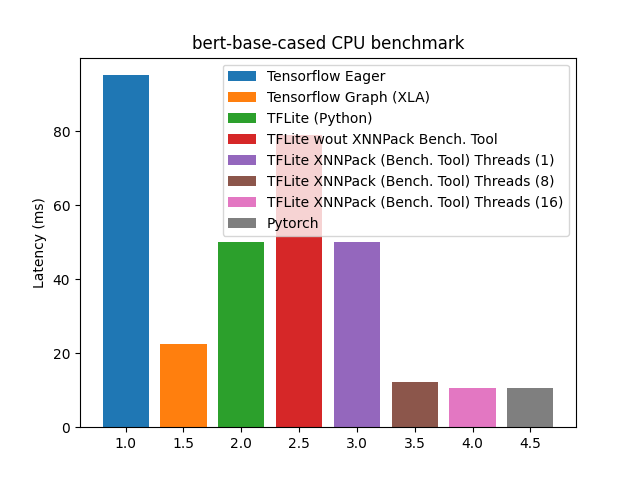 bert-base-cased CPU benchmark
Tensorflow Eager
Tensorflow Graph (XLA)
TFLite (Python)
TFLite wout XNNPack Bench. Tool
TFLite XNNPack (Bench. Tool) Threads (1)
TFLite XNNPack (Bench. Tool) Threads (8)
TFLite XNNPack (Bench. Tool) Threads (16)
Pytorch
Latency (ms)
80
60
40
20
0
1.0 1.5 2.0 2.5 3.0 3.5 4.0 4.5